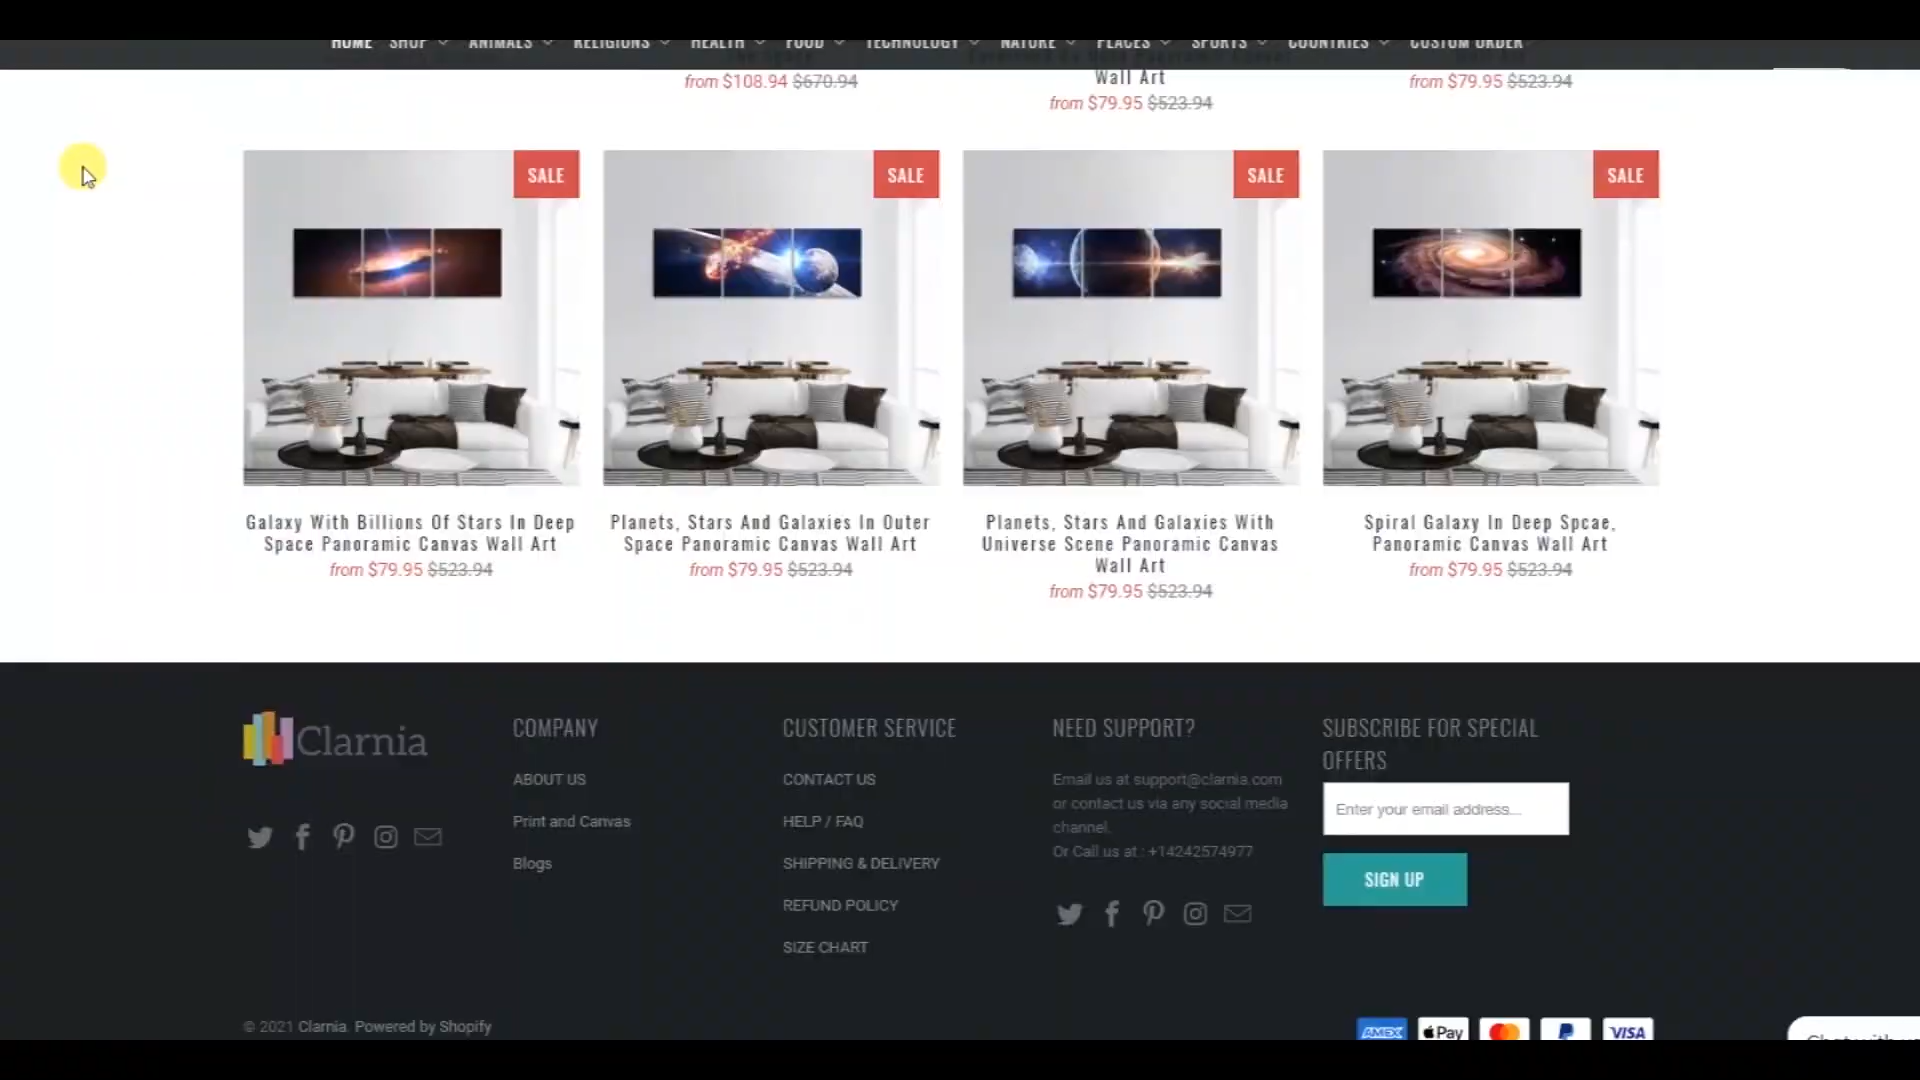 HOME SHOP ANIMALS RELIGIONS HEALTH FOOD TECHNOLOGY NATURE PLACES SPORTS COUNTRIES CUSTOM ORDER
from $108.94 $670.94
Wall Art
from $79.95 $523.94
from $79.95 $523.94
SALE
SALE
SALE
SALE
Galaxy With Billions Of Stars In Deep
Space Panoramic Canvas Wall Art
from $79.95 $523.94
Planets, Stars And Galaxies In Outer
Space Panoramic Canvas Wall Art
from $79.95 $523.94
Planets, Stars And Galaxies With
Universe Scene Panoramic Canvas
Wall Art
from $79.95 $523.94
Spiral Galaxy In Deep Spcae,
Panoramic Canvas Wall Art
from $79.95 $523.94
Clarnia
COMPANY
ABOUT US
Print and Canvas
Blogs
CUSTOMER SERVICE
CONTACT US
HELP / FAQ
SHIPPING & DELIVERY
REFUND POLICY
SIZE CHART
NEED SUPPORT?
Email us at support@clarnia.com
or contact us via any social media
channel.
Or Call us at : +14242574977
SUBSCRIBE FOR SPECIAL
OFFERS
Enter your email address...
SIGN UP
© 2021 Clarnia. Powered by Shopify
AMEX
Pay
VISA
Chat with